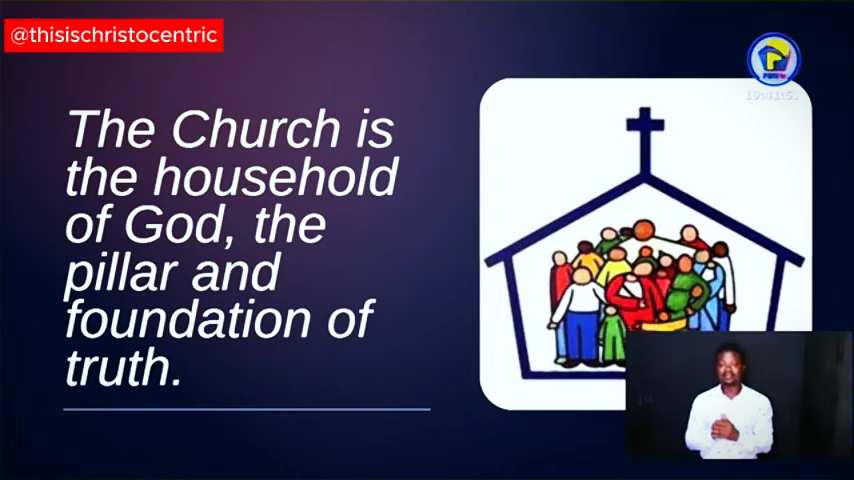 @thisischristocentric
The Church is
the household
of God, the
pillar and
foundation of
truth.